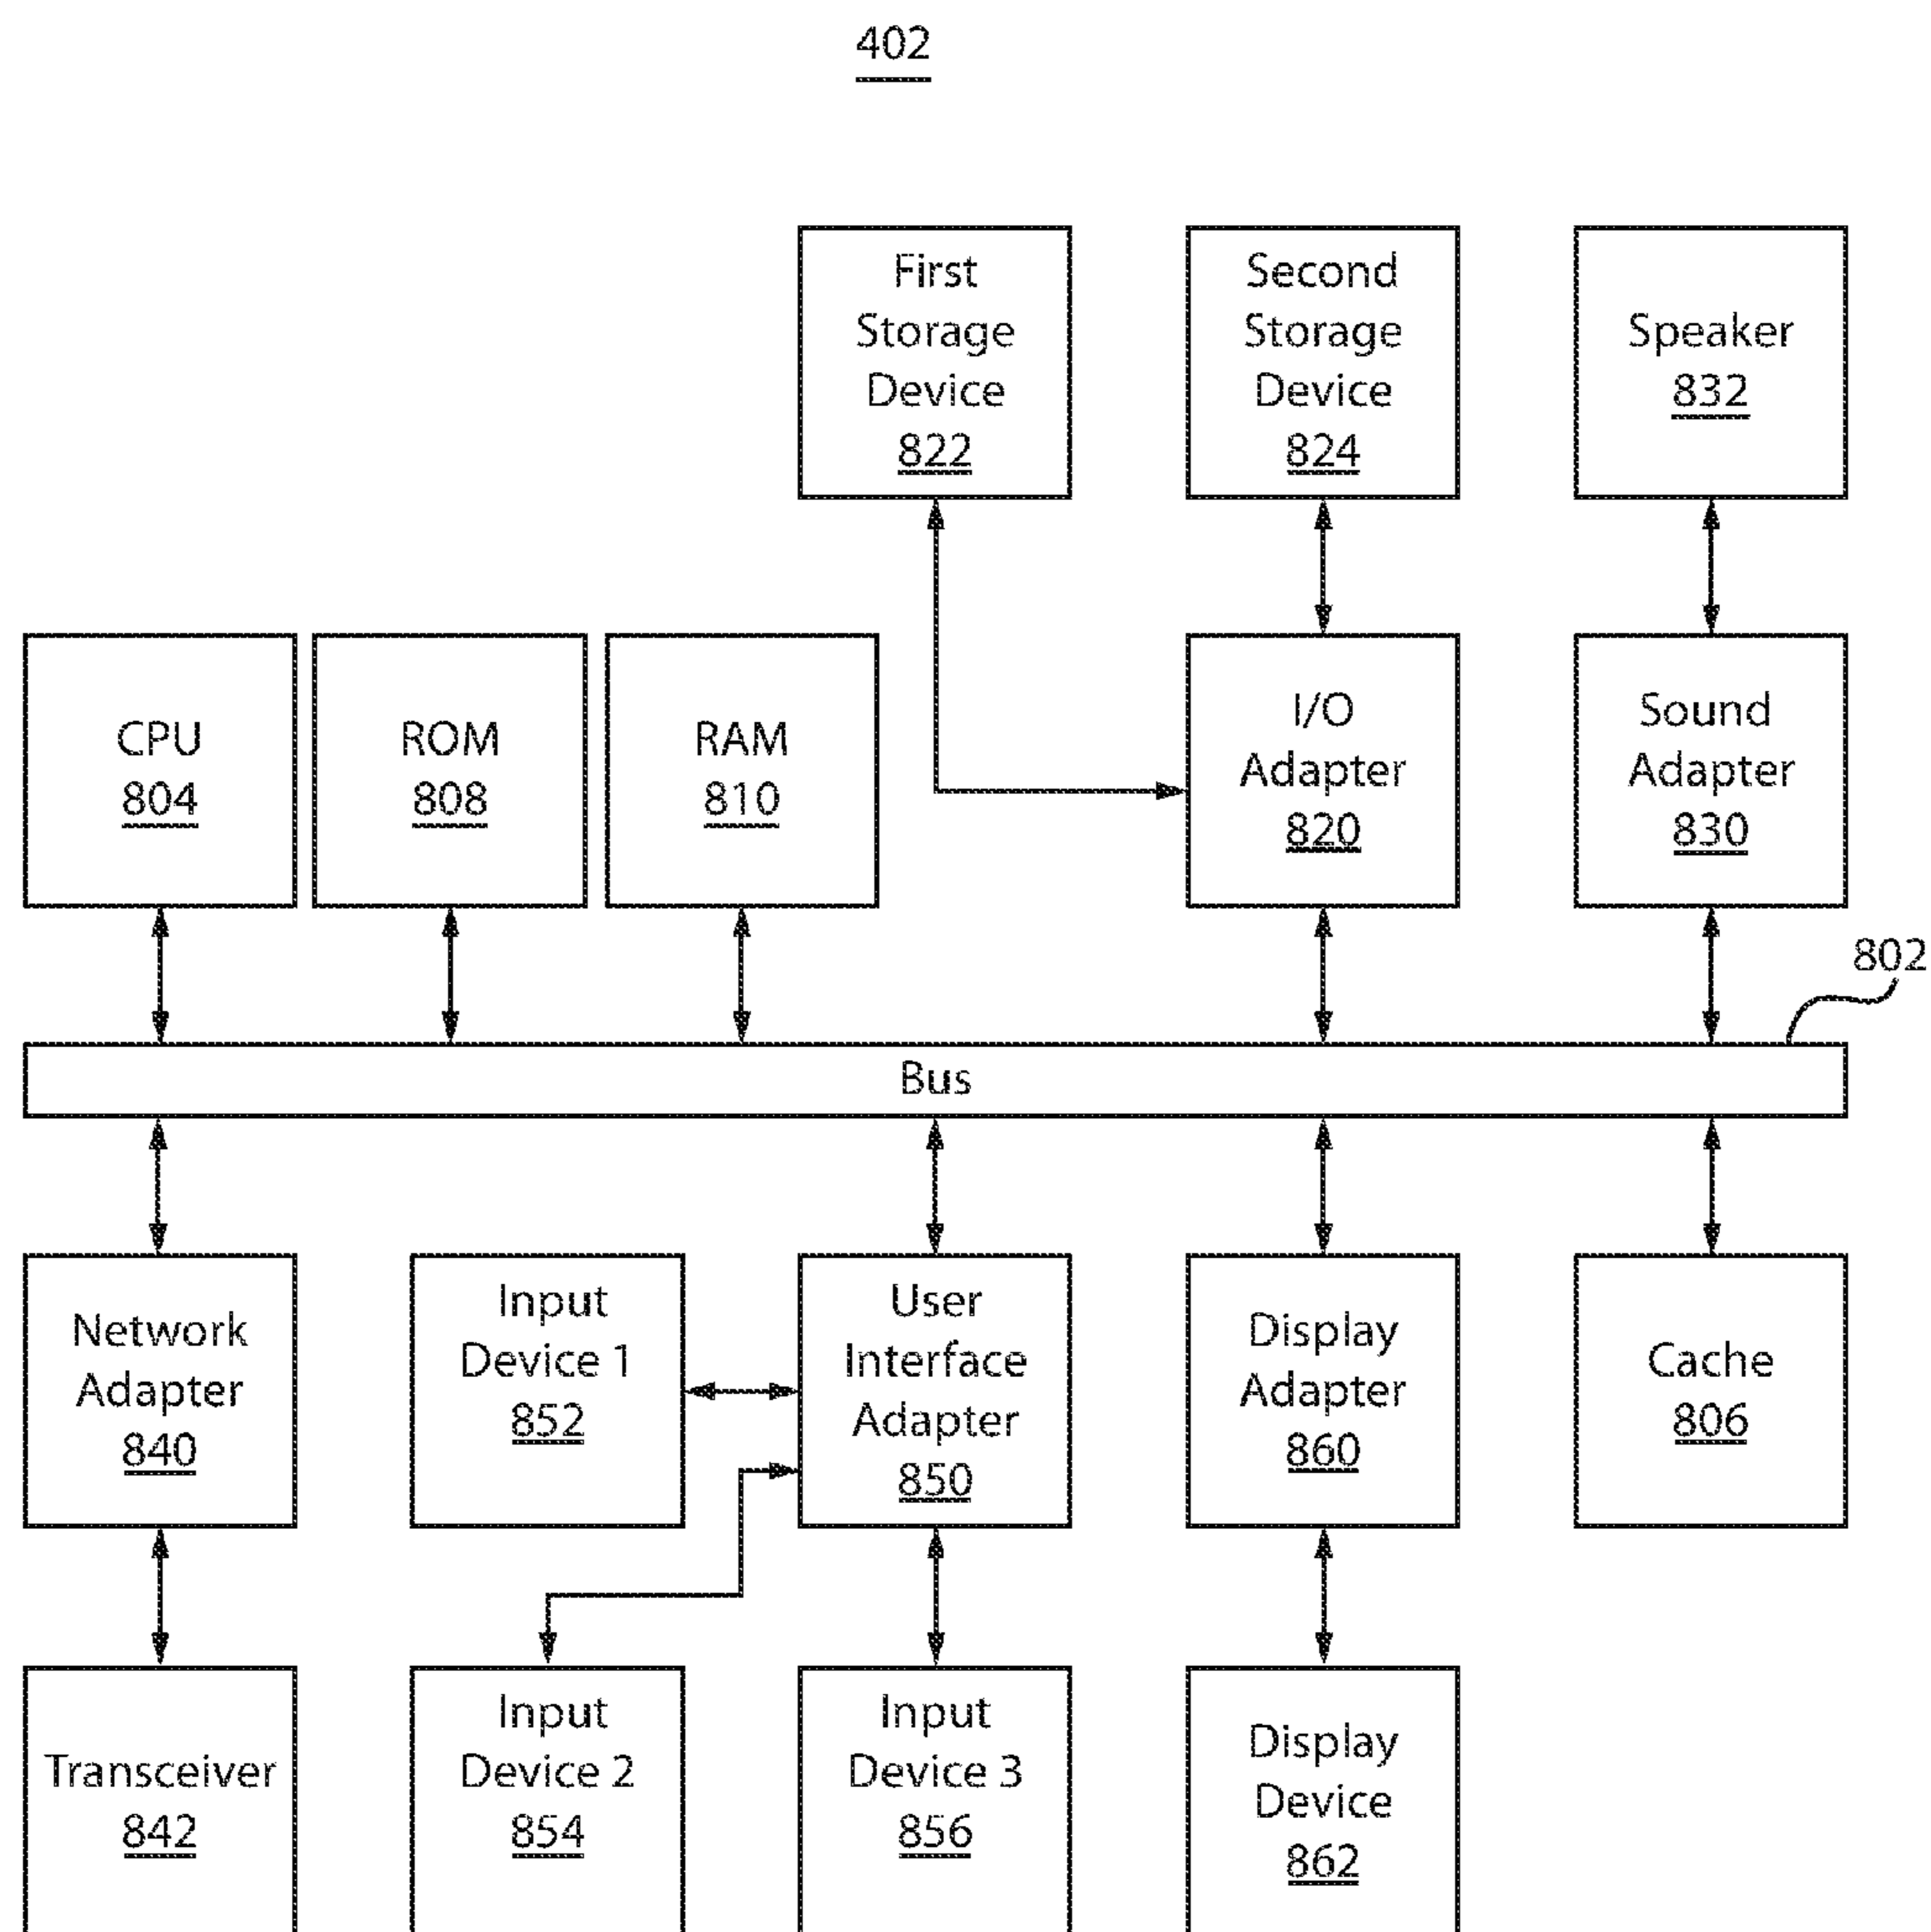 402
First
Storage
Device
822
Second
Storage
Device
824
Speaker
832
CPU
804
ROM
808
RAM
810
I/O
Adapter
820
Sound
Adapter
830
802
Bus
Network
Adapter
840
Input
Device 1
852
User
Interface
Adapter
850
Display
Adapter
860
Cache
806
Transceiver
842
Input
Device 2
854
Input
Device 3
856
Display
Device
862